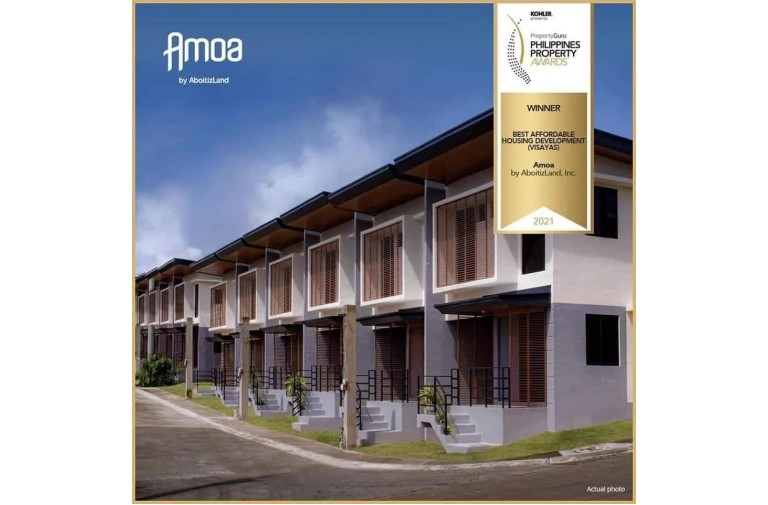 Amoa
by AboitizLand
KOHLER.
presents
PropertyGuru
PHILIPPINES
PROPERTY
AWARDS
WINNER
BEST AFFORDABLE
HOUSING DEVELOPMENT
(VISAYAS)
Amoa
by AboitizLand, Inc.
2021
Actual photo